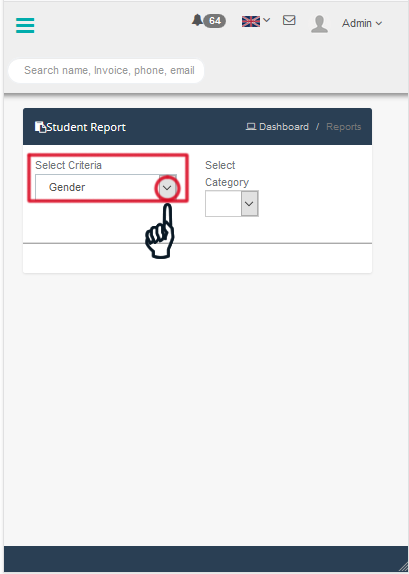 64
Admin
Search name, Invoice, phone, email
Student Report
Dashboard / Reports
Select Criteria
Gender
Select
Category